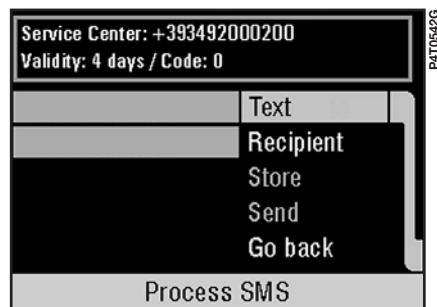 Service Center: +393492000200
Validity: 4 days / Code: 0
Text
Recipient
Store
Send
Go back
Process SMS
P4T0542G